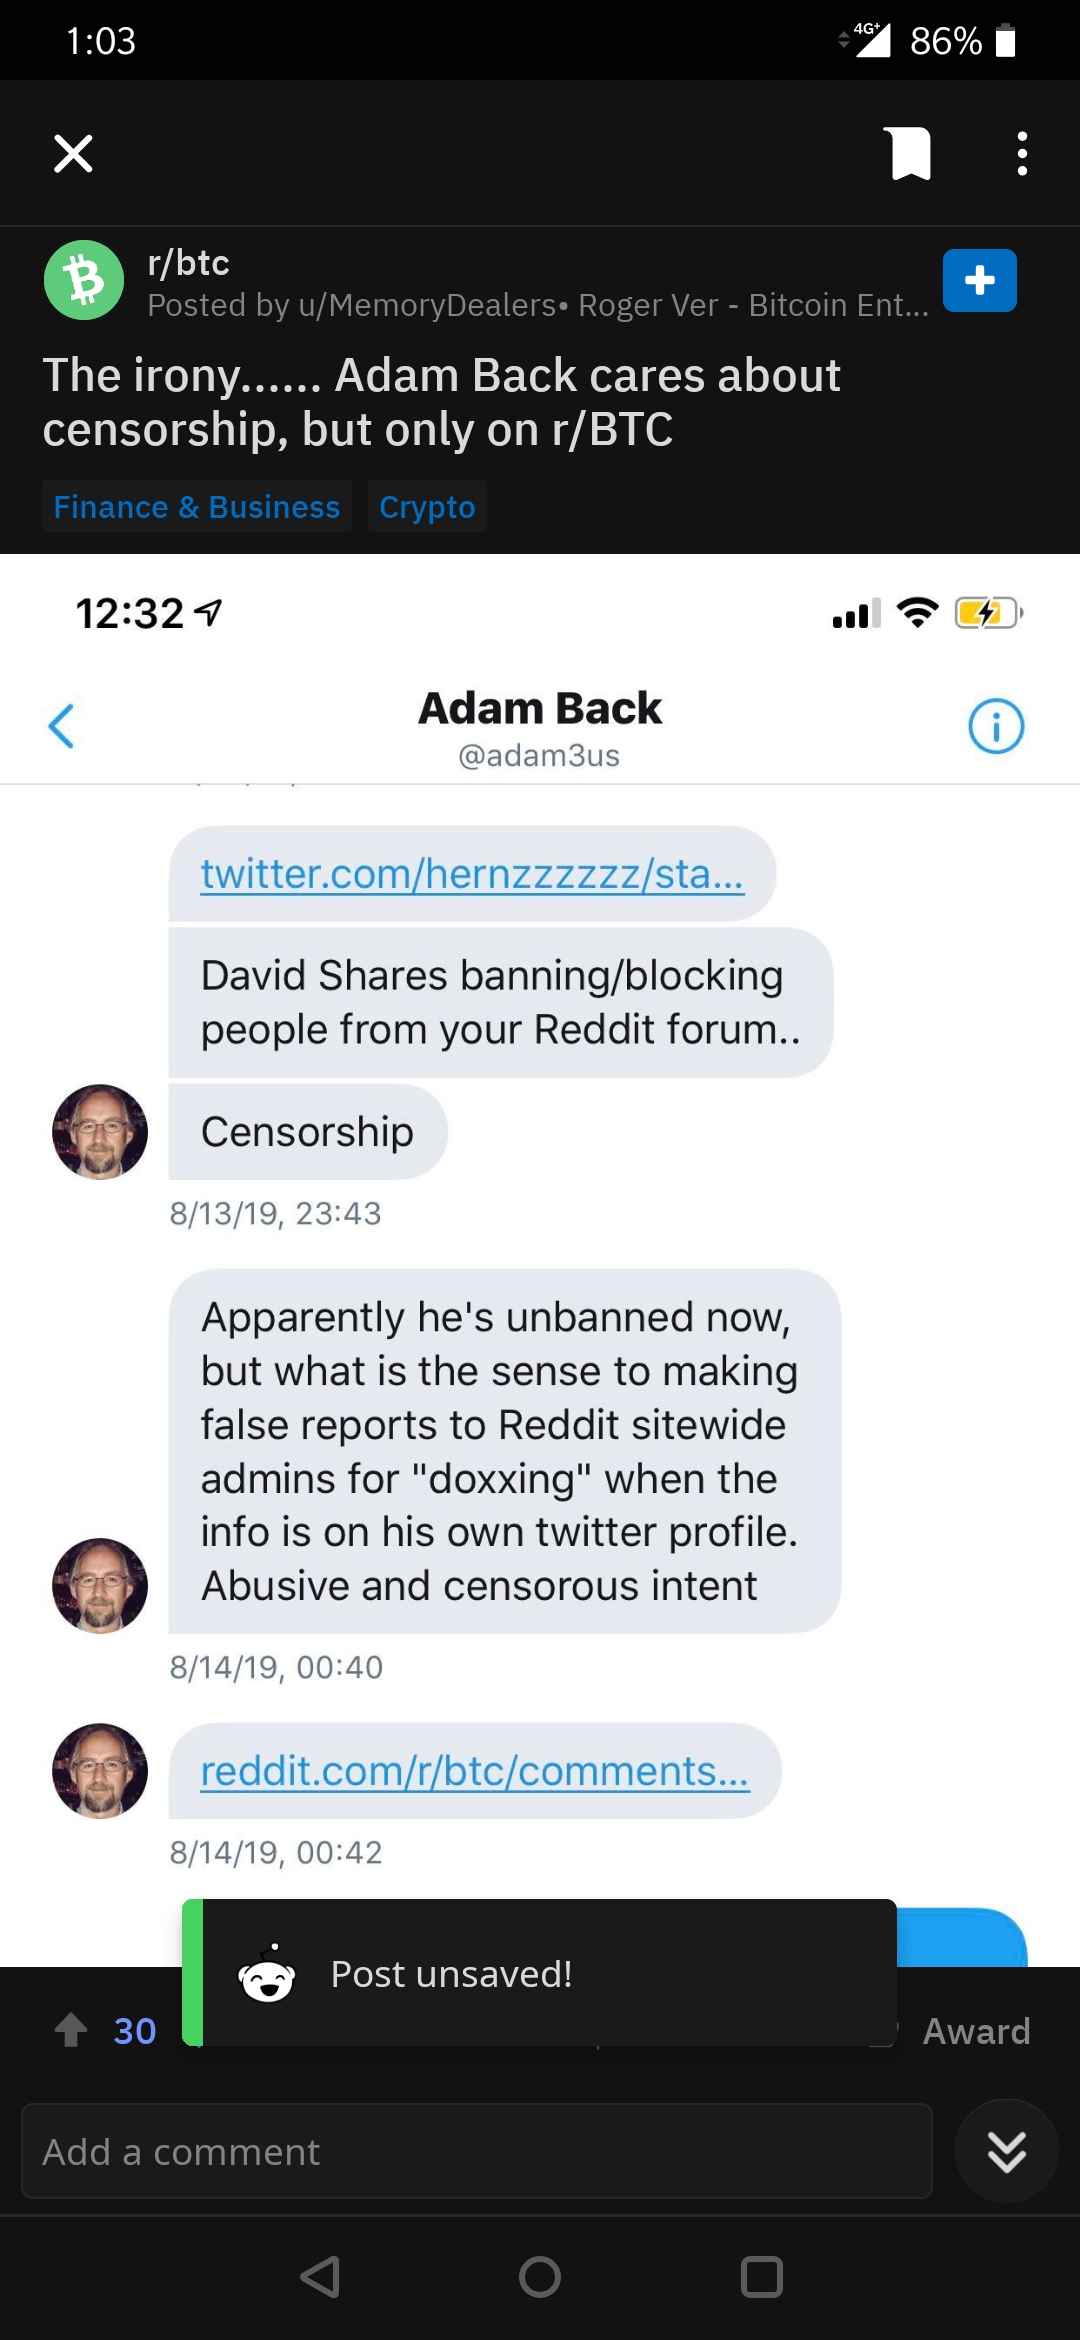 1:03
4G+
86%
r/btc
Posted by u/MemoryDealers• Roger Ver - Bitcoin Ent...
The irony...... Adam Back cares about
censorship, but only on r/BTC
Finance & Business
Crypto
12:32
Adam Back
@adam3us
twitter.com/hernzzzzzz/sta...
David Shares banning/blocking
people from your Reddit forum..
Censorship
8/13/19, 23:43
Apparently he's unbanned now,
but what is the sense to making
false reports to Reddit sitewide
admins for "doxxing" when the
info is on his own twitter profile.
Abusive and censorous intent
8/14/19, 00:40
reddit.com/r/btc/comments...
8/14/19, 00:42
Post unsaved!
30
Award
Add a comment